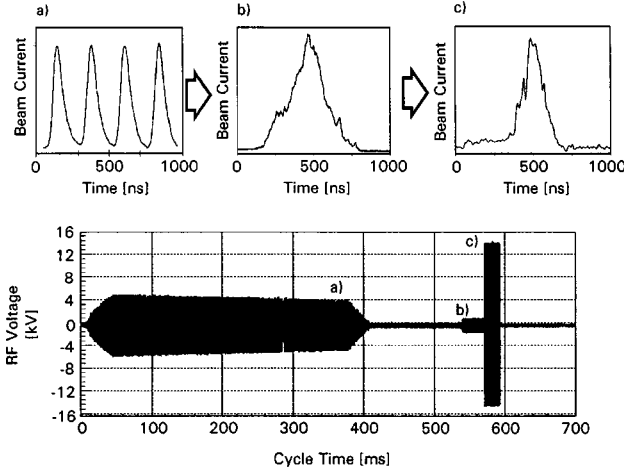 a)
Beam Current
0 500 1000
Time [ns]
b)
Beam Current
0 500 1000
Time [ns]
c)
Beam Current
0 500 1000
Time [ns]
RF Voltage
[kV]
16
12
8
4
0
-4
-8
-12
-16
a)
b)
c)
0 100 200 300 400 500 600 700
Cycle Time [ms]